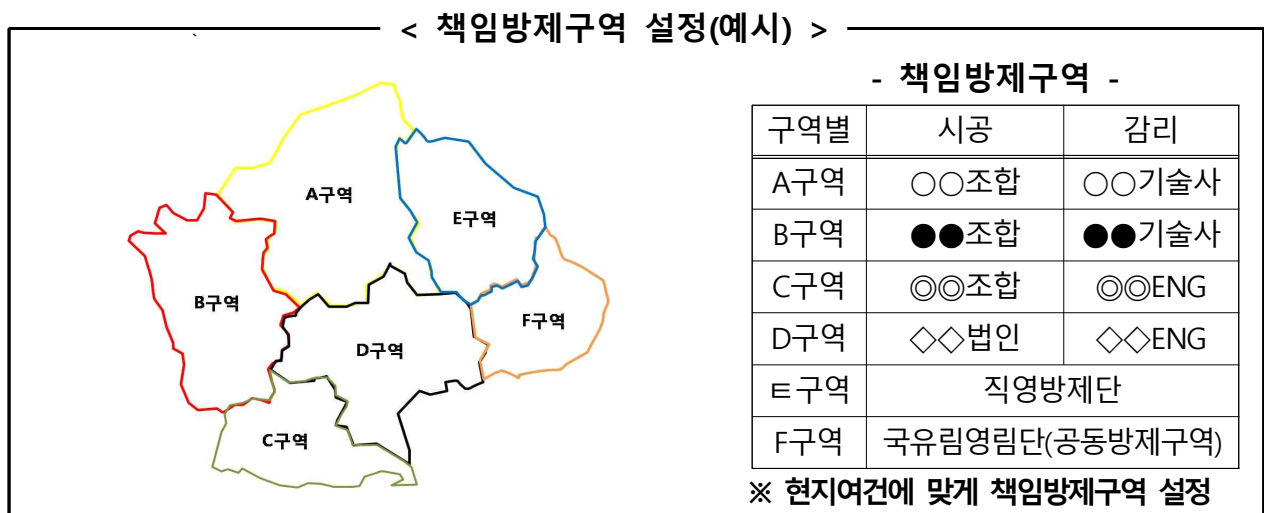 < 책임방제구역 설정(예시) >
A구역
E구역
B구역
F구역
D구역
C구역
- 책임방제구역 -
구역별 시공 감리
A구역 ○○조합 ○○기술사
B구역 ●●조합 ●●기술사
C구역 ◎◎조합 ◎◎ENG
D구역 ◇◇법인 ◇◇ENG
ㅌ구역 직영방제단
F구역 국유림영림단(공동방제구역)
※ 현지여건에 맞게 책임방제구역 설정